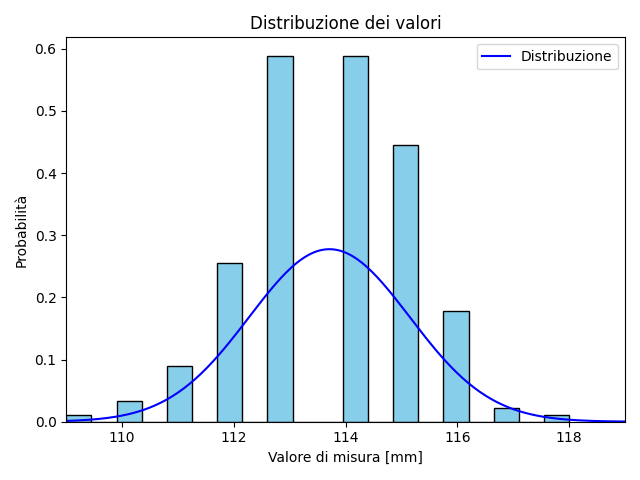 Distribuzione dei valori
Distribuzione
Probabilità
0.6
0.5
0.4
0.3
0.2
0.1
0.0
110 112 114 116 118
Valore di misura [mm]